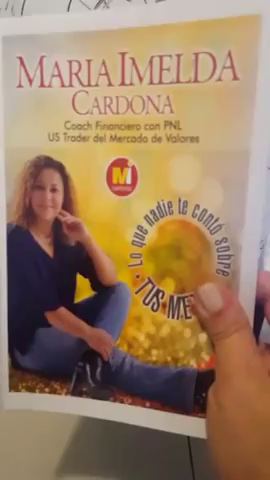 MARIA IMELDA
CARDONA
Coach Financiero con PNL
US Trader del Mercado de Valores
Mi
Lo que nadie te contó sobre
TUS ME